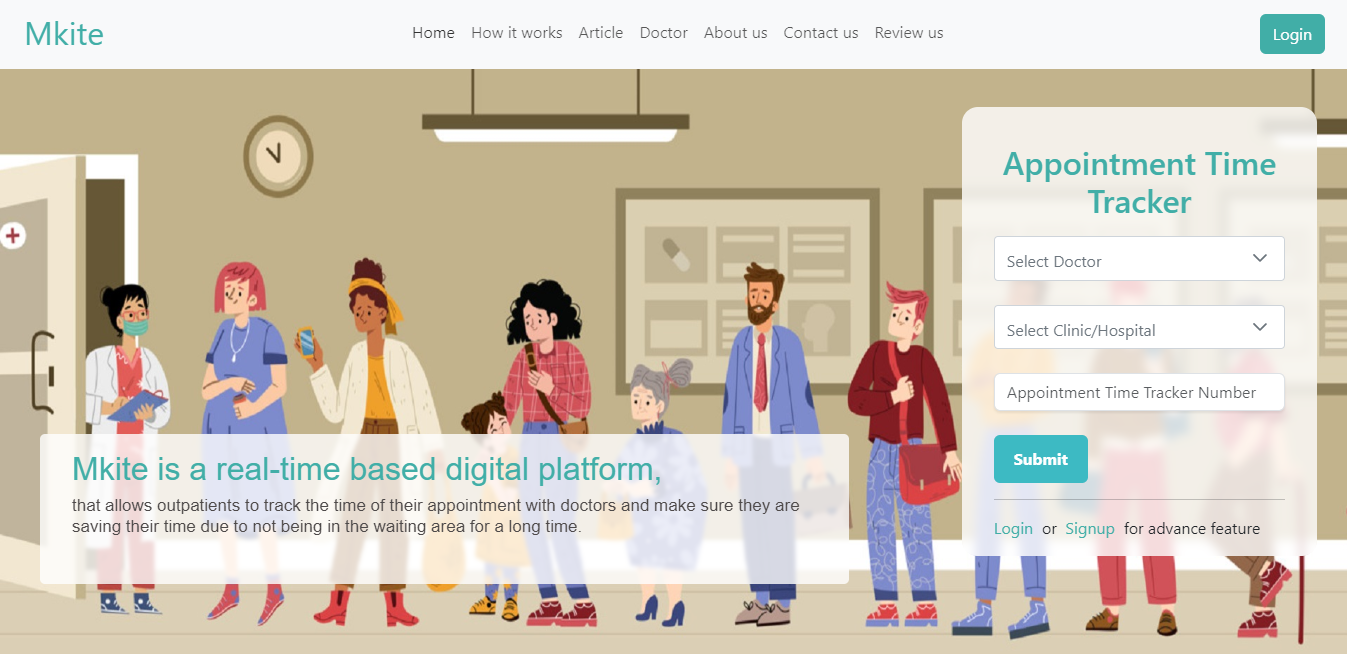 Mkite
Home How it works Article Doctor About us Contact us Review us
Login
Appointment Time
Tracker
Select Doctor
Select Clinic/Hospital
Appointment Time Tracker Number
Submit
Login or Signup for advance feature
Mkite is a real-time based digital platform,
that allows outpatients to track the time of their appointment with doctors and make sure they are
saving their time due to not being in the waiting area for a long time.